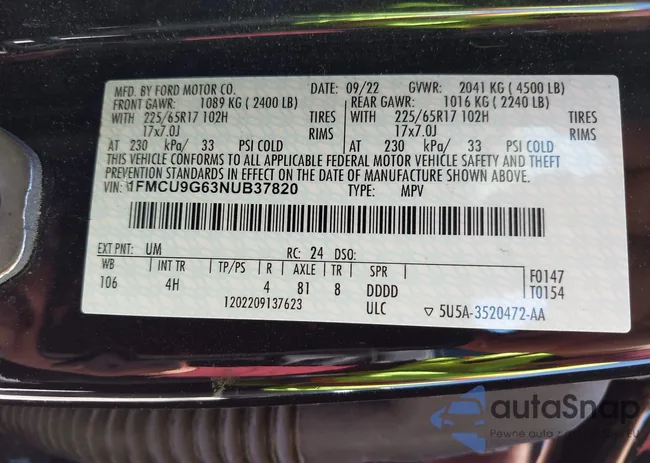 MFD. BY FORD MOTOR CO. DATE: 09/22 GVWR: 2041 KG ( 4500 LB)
FRONT GAWR: 1089 KG ( 2400 LB) REAR GAWR: 1016 KG ( 2240 LB)
WITH 225/65R17 102H TIRES WITH 225/65R17 102H TIRES
17x7.0J RIMS 17x7.0J RIMS
AT 230 kPa/ 33 PSI COLD AT 230 kPa/ 33 PSI COLD
THIS VEHICLE CONFORMS TO ALL APPLICABLE FEDERAL MOTOR VEHICLE SAFETY AND THEFT
PREVENTION STANDARDS IN EFFECT ON THE DATE OF MANUFACTURE SHOWN ABOVE.
VIN: 1FMCU9G63NUB37820 TYPE: MPV
EXT PNT: UM RC: 24 DSO:
WB INT TR TP/PS R AXLE TR SPR F0147
106 4H 4 81 8 DDDD T0154
1202209137623 ULC ▽ 5U5A-3520472-AA
autaSnap
Pewne auto z